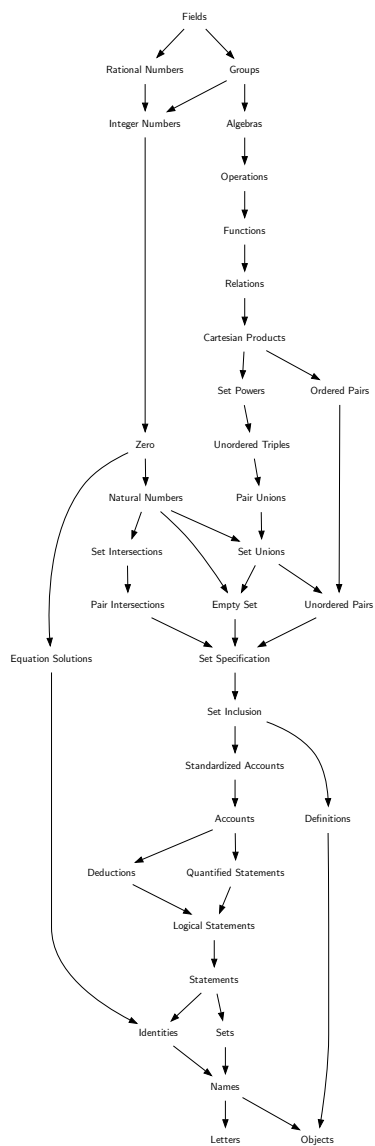 Fields
Rational Numbers
Groups
Integer Numbers
Algebras
Operations
Functions
Relations
Cartesian Products
Set Powers
Ordered Pairs
Zero
Unordered Triples
Natural Numbers
Pair Unions
Set Intersections
Set Unions
Pair Intersections
Empty Set
Unordered Pairs
Equation Solutions
Set Specification
Set Inclusion
Standardized Accounts
Accounts
Definitions
Deductions
Quantified Statements
Logical Statements
Statements
Identities
Sets
Names
Letters
Objects